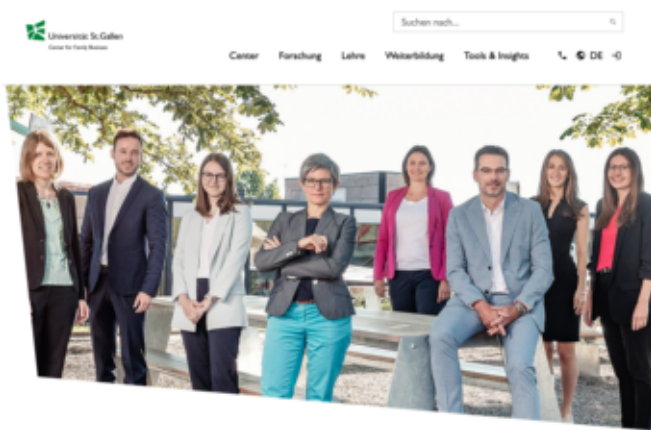 Suchen nach...
Universität St.Gallen
Center for Family Business
Center Forschung Lehre Weiterbildung Tools & Insights DE